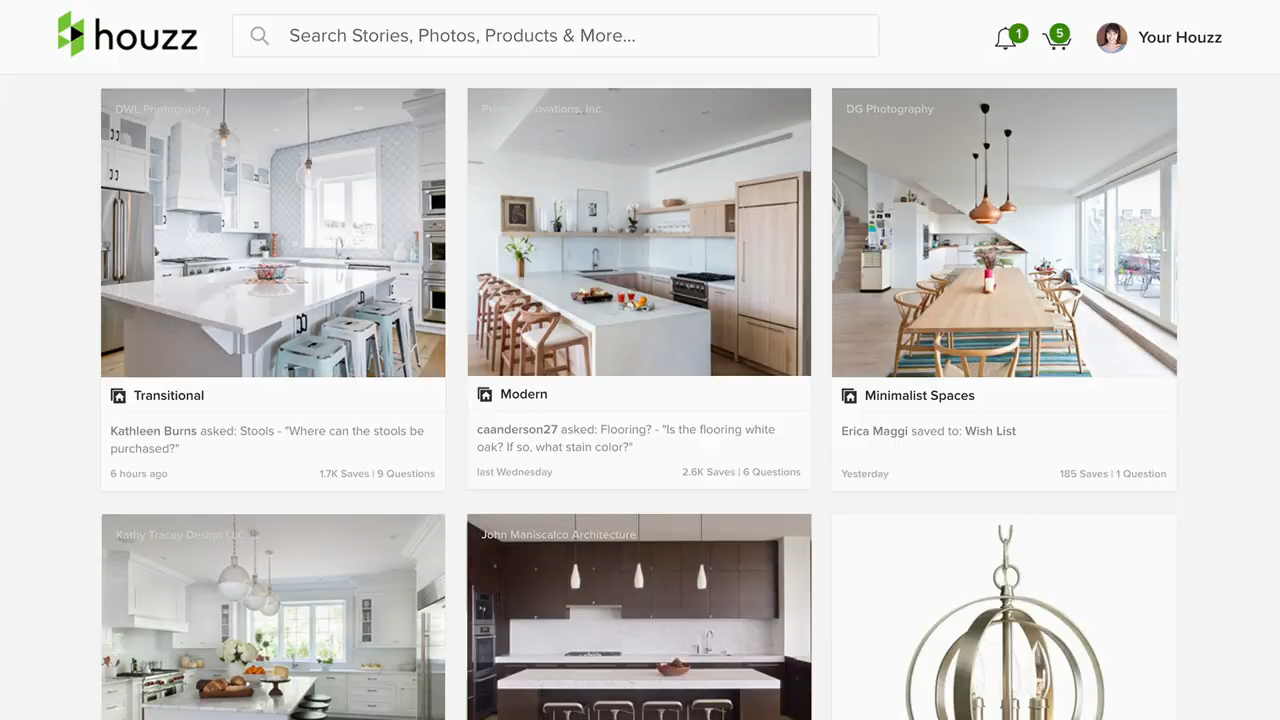 houzz
Search Stories, Photos, Products & More...
1
5
Your Houzz
DWL Photography
DG Photography
Transitional
Kathleen Burns asked: Stools - "Where can the stools be
purchased?"
6 hours ago
1.7K Saves | 9 Questions
Modern
caanderson27 asked: Flooring? - "Is the flooring white
oak? If so, what stain color?"
last Wednesday
2.6K Saves | 6 Questions
Minimalist Spaces
Erica Maggi saved to: Wish List
Yesterday
185 Saves | 1 Question
Kathy Tracey Design LLC
John Maniscalco Architecture